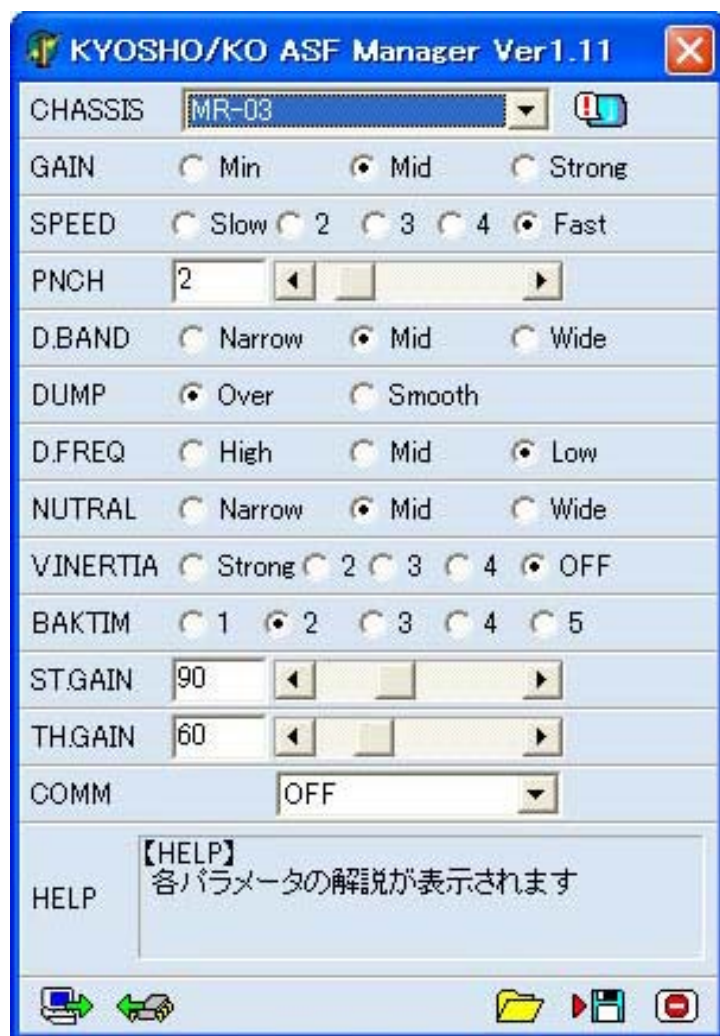 KYOSHO/KO ASF Manager Ver1.11
CHASSIS MR-03
GAIN Min Mid Strong
SPEED Slow 2 3 4 Fast
PNCH 2
D.BAND Narrow Mid Wide
DUMP Over Smooth
D.FREQ High Mid Low
NUTRAL Narrow Mid Wide
V.INERTIA Strong 2 3 4 OFF
BAKTIM 1 2 3 4 5
ST.GAIN 90
TH.GAIN 60
COMM OFF
HELP 【HELP】
各パラメータの解説が表示されます